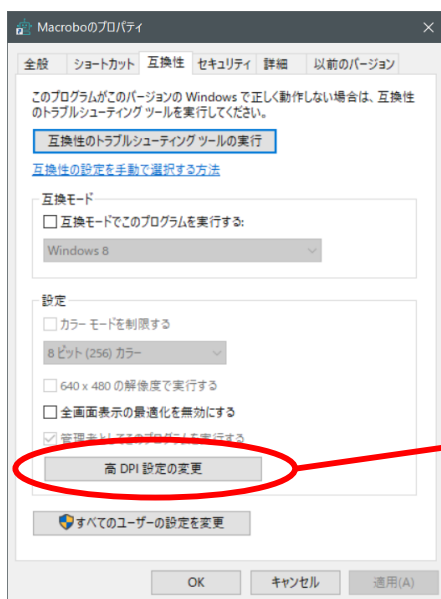 Macroboのプロパティ
全般 ショートカット 互換性 セキュリティ 詳細 以前のバージョン
このプログラムがこのバージョンの Windows で正しく動作しない場合は、互換性
のトラブルシューティング ツールを実行してください。
互換性のトラブルシューティング ツールの実行
互換性の設定を手動で選択する方法
互換モード
互換モードでこのプログラムを実行する:
Windows 8
設定
カラー モードを制限する
8 ビット (256) カラー
640 x 480 の解像度で実行する
全画面表示の最適化を無効にする
管理者としてこのプログラムを実行する
高 DPI 設定の変更
すべてのユーザーの設定を変更
OK キャンセル 適用(A)